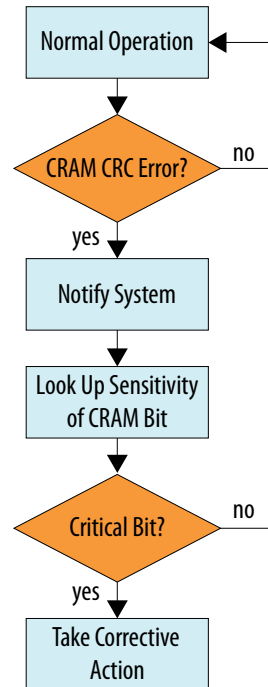 Normal Operation
CRAM CRC Error?
no
yes
Notify System
Look Up Sensitivity
of CRAM Bit
Critical Bit?
no
yes
Take Corrective
Action